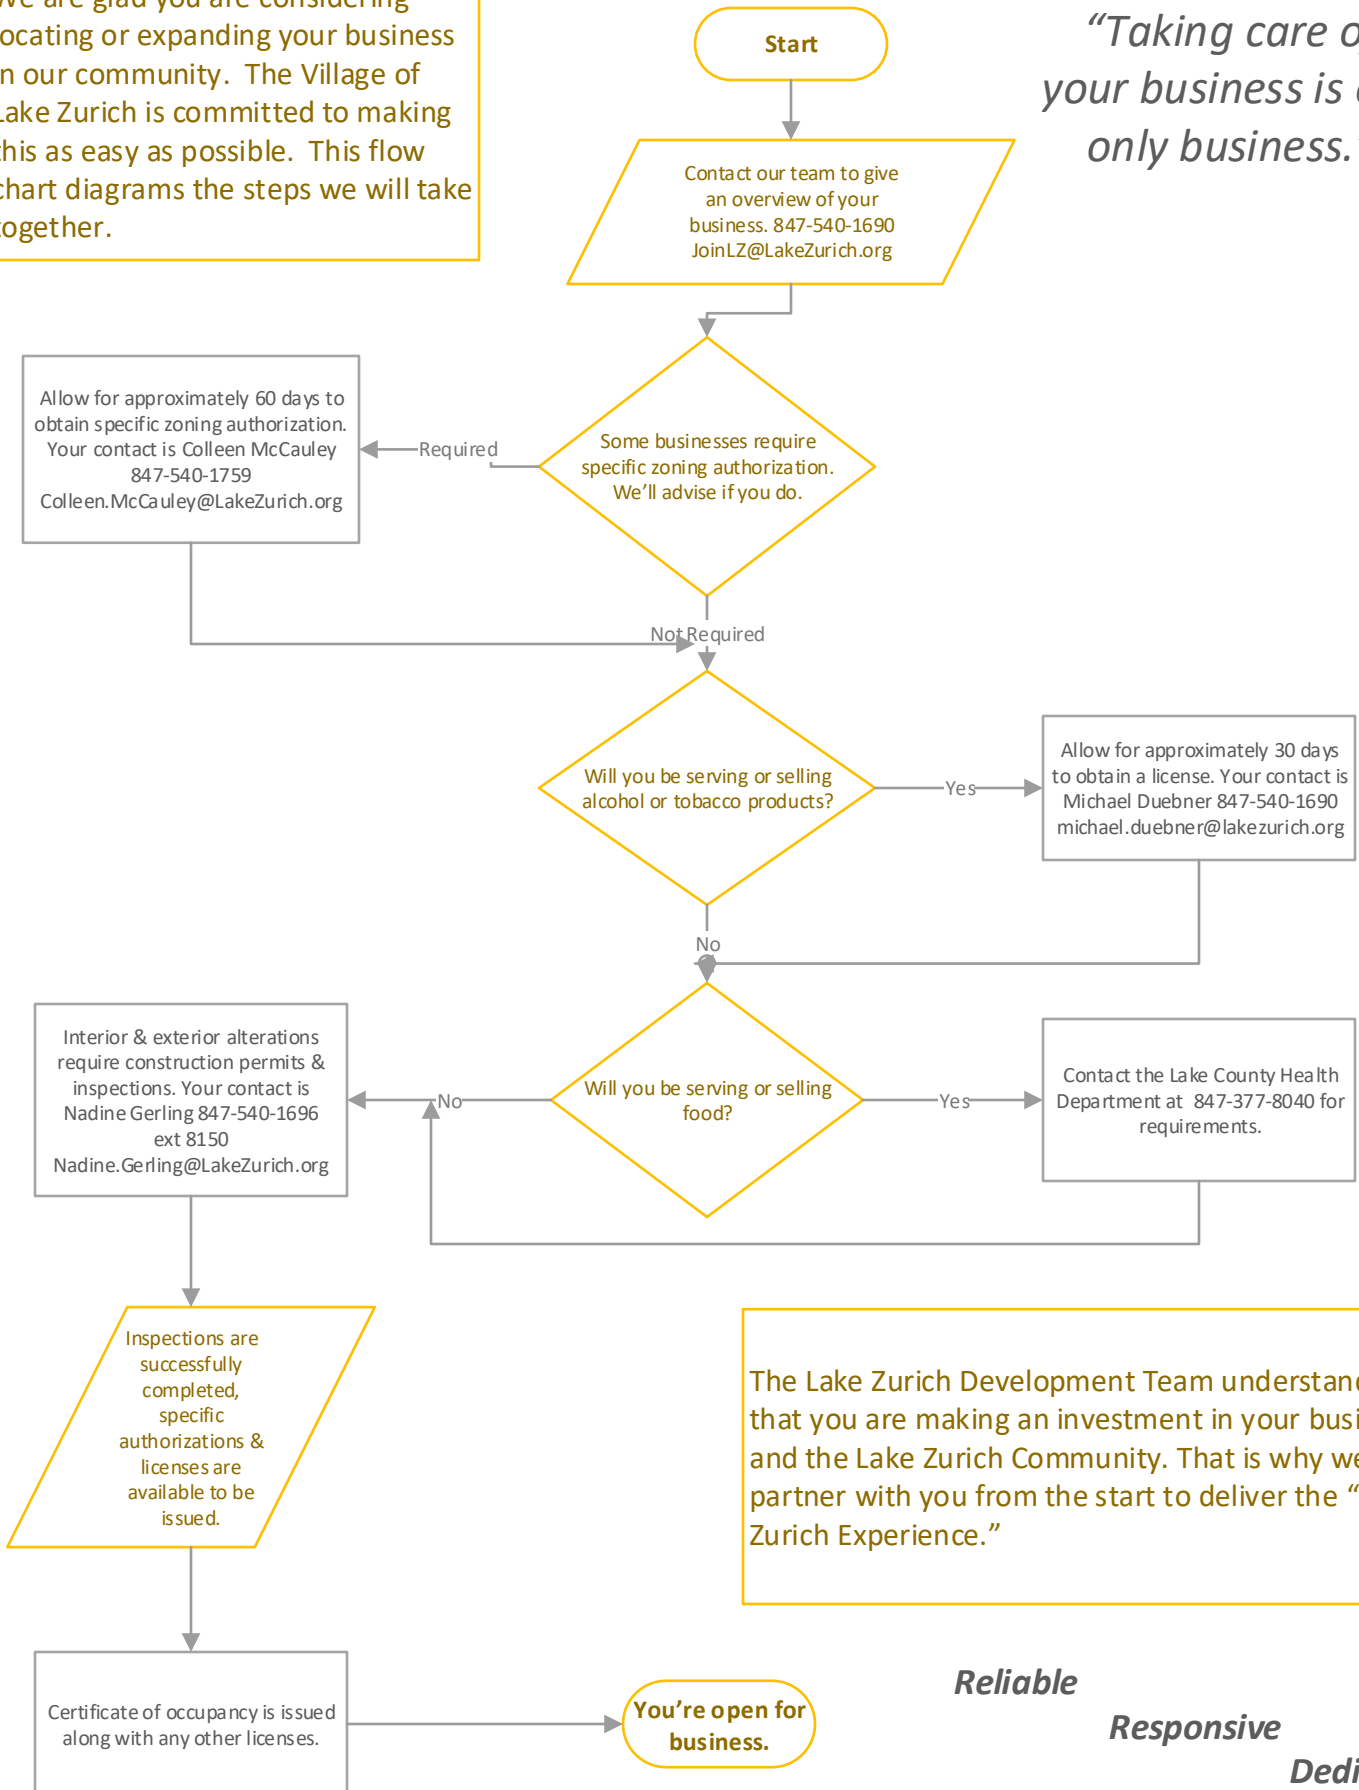 We are glad you are considering
locating or expanding your business
in our community. The Village of
Lake Zurich is committed to making
this as easy as possible. This flow
chart diagrams the steps we will take
together.
Start
“Taking care of
your business is
only business.”
Contact our team to give
an overview of your
business. 847-540-1690
JoinLZ@LakeZurich.org
Allow for approximately 60 days to
obtain specific zoning authorization.
Your contact is Colleen McCauley
847-540-1759
Colleen.McCauley@LakeZurich.org
Required
Some businesses require
specific zoning authorization.
We’ll advise if you do.
Not Required
Will you be serving or selling
alcohol or tobacco products?
Yes
Allow for approximately 30 days
to obtain a license. Your contact is
Michael Duebner 847-540-1690
michael.duebner@lakezurich.org
No
Interior & exterior alterations
require construction permits &
inspections. Your contact is
Nadine Gerling 847-540-1696
ext 8150
Nadine.Gerling@LakeZurich.org
No
Will you be serving or selling
food?
Yes
Contact the Lake County Health
Department at 847-377-8040 for
requirements.
Inspections are
successfully
completed,
specific
authorizations &
licenses are
available to be
issued.
The Lake Zurich Development Team understand
that you are making an investment in your busi
and the Lake Zurich Community. That is why we
partner with you from the start to deliver the “
Zurich Experience.”
Certificate of occupancy is issued
along with any other licenses.
You’re open for
business.
Reliable
Responsive
Dedi